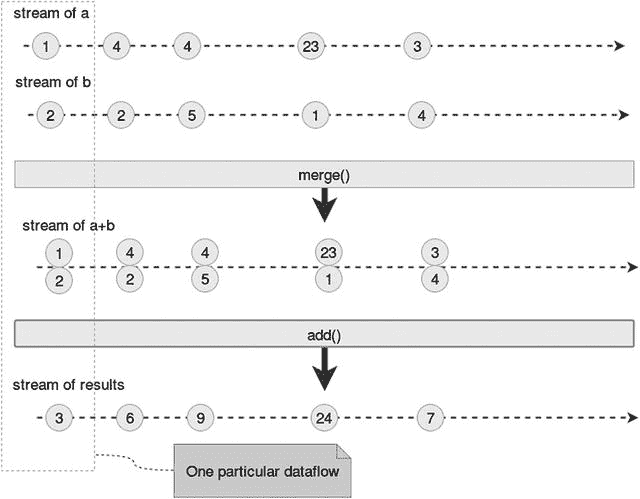 stream of a
1 4 4 23 3
stream of b
2 2 5 1 4
merge()
stream of a+b
1 4 4 23 3
2 2 5 1 4
add()
stream of results
3 6 9 24 7
One particular dataflow